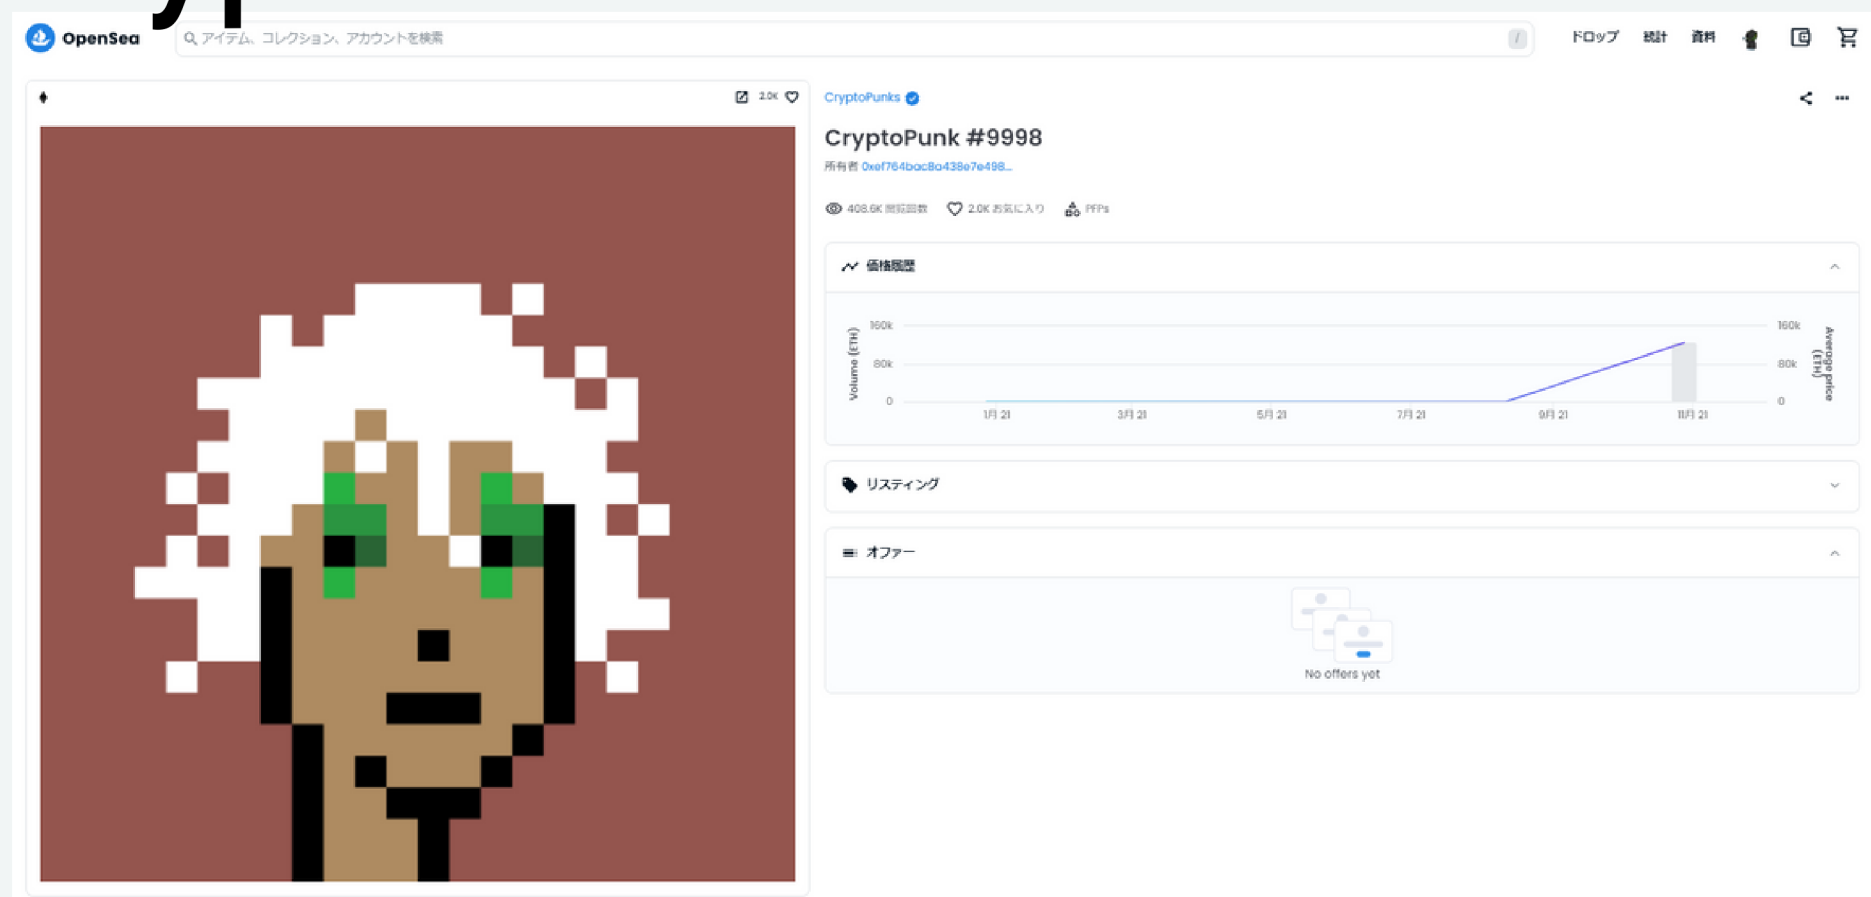 OpenSea
アイテム、コレクション、アカウントを検索
/
ドロップ 統計 資料
2.0K
CryptoPunks
CryptoPunk #9998
所有者 0xef764bac8a438e7e498...
408.6K 閲覧回数 2.0K お気に入り PFPs
価格履歴
Volume (ETH)
160k
80k
0
160k
80k
0
Average price (ETH)
1月 21 3月 21 5月 21 7月 21 9月 21 11月 21
リスティング
オファー
No offers yet